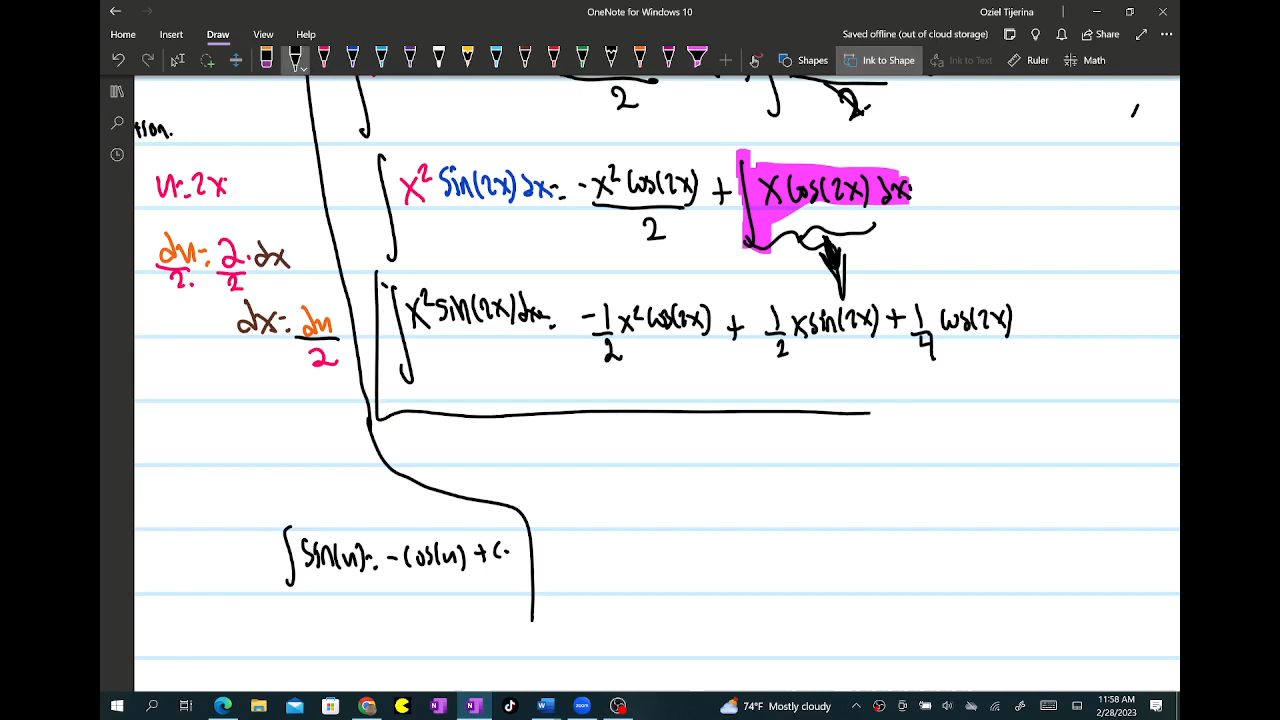 OneNote for Windows 10
Oziel Tijerina
Home Insert Draw View Help
Saved offline (out of cloud storage) Share
Shapes Ink to Shape Ink to Text Ruler Math
2 2
tion.
u=2x
∫ x² sin(2x)dx = -x² cos(2x)/2 + ∫ x cos(2x) dx
du/2 = 2/2 · dx
∫ x² sin(2x)dx = -1/2 x² cos(2x) + 1/2 x sin(2x) + 1/4 cos(2x)
dx = du/2
∫ sin(u) = -cos(u) + c
74°F Mostly cloudy
11:58 AM
2/28/2023